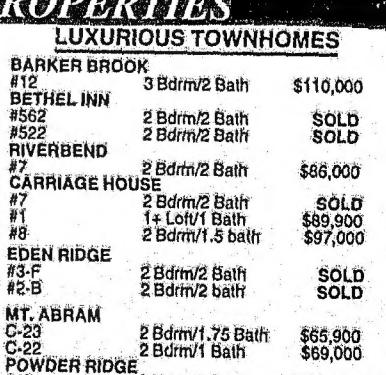 ROPERTIES
LUXURIOUS TOWNHOMES
BARKER BROOK
#12 3 Bdrm/2 Bath $110,000
BETHEL INN
#562 2 Bdrm/2 Bath SOLD
#522 2 Bdrm/2 Bath SOLD
RIVERBEND
#7 2 Bdrm/2 Bath $86,000
CARRIAGE HOUSE
#7 2 Bdrm/2 Bath SOLD
#1 1+ Loft/1 Bath $89,900
#8 2 Bdrm/1.5 bath $97,000
EDEN RIDGE
#3-F 2 Bdrm/2 Bath SOLD
#2-B 2 Bdrm/2 bath SOLD
MT. ABRAM
C-23 2 Bdrm/1.75 Bath $65,900
C-22 2 Bdrm/1 Bath $69,000
POWDER RIDGE